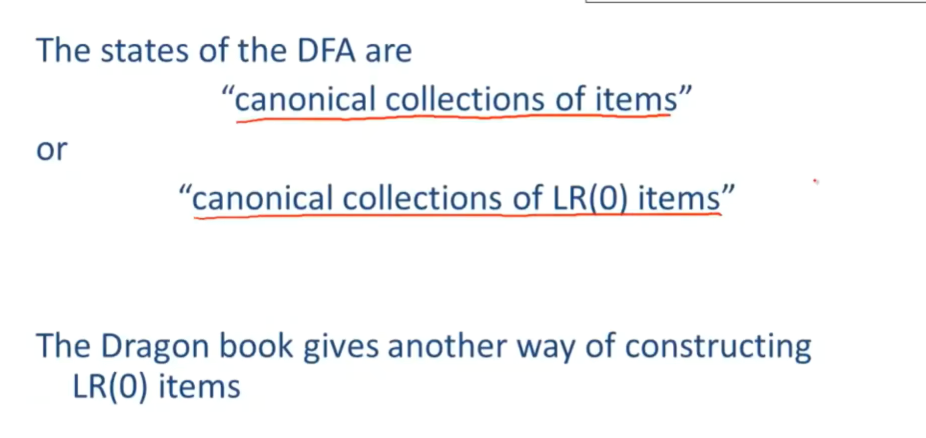 The states of the DFA are
“canonical collections of items”
or
“canonical collections of LR(0) items”
The Dragon book gives another way of constructing
LR(0) items